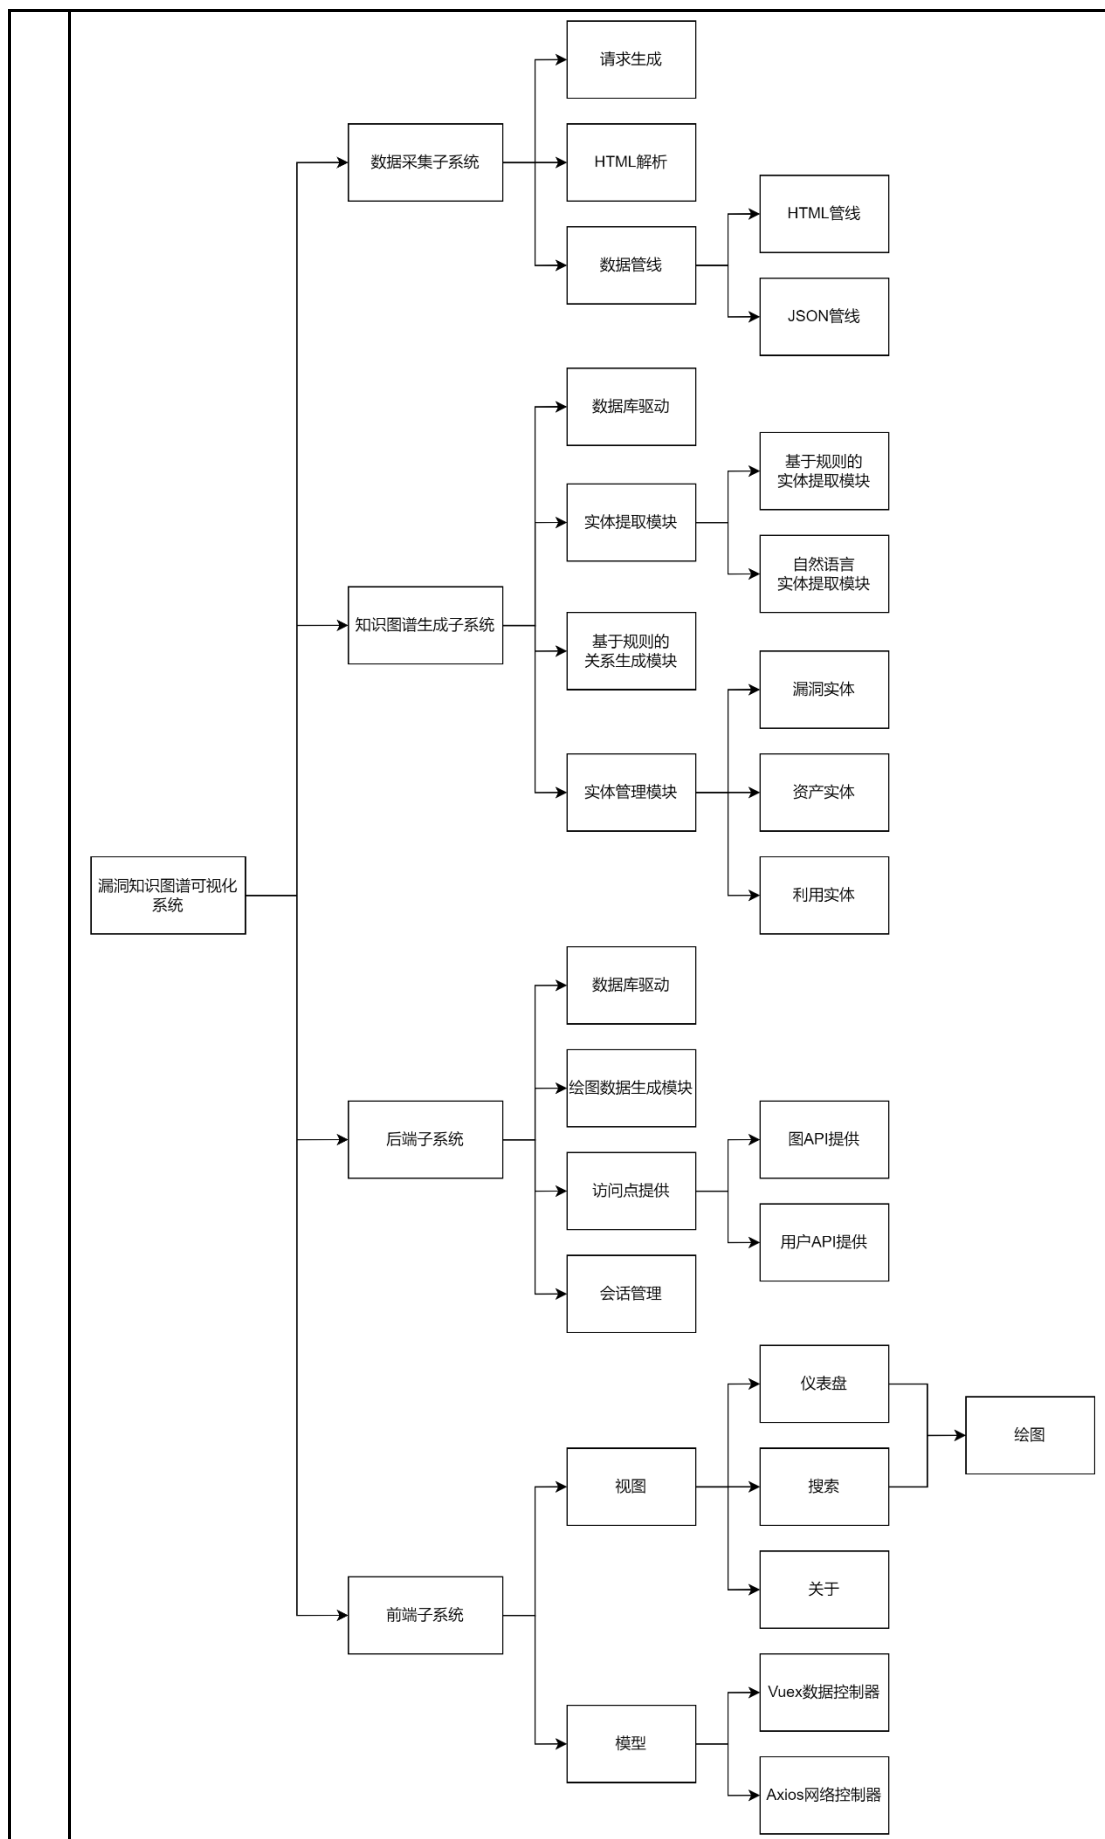 请求生成
数据采集子系统
HTML解析
HTML管线
数据管线
JSON管线
数据库驱动
基于规则的
实体提取模块
实体提取模块
自然语言
实体提取模块
知识图谱生成子系统
基于规则的
关系生成模块
漏洞实体
实体管理模块
资产实体
漏洞知识图谱可视化
系统
利用实体
数据库驱动
绘图数据生成模块
后端子系统
图API提供
访问点提供
用户API提供
会话管理
仪表盘
绘图
视图
搜索
关于
前端子系统
Vuex数据控制器
模型
Axios网络控制器